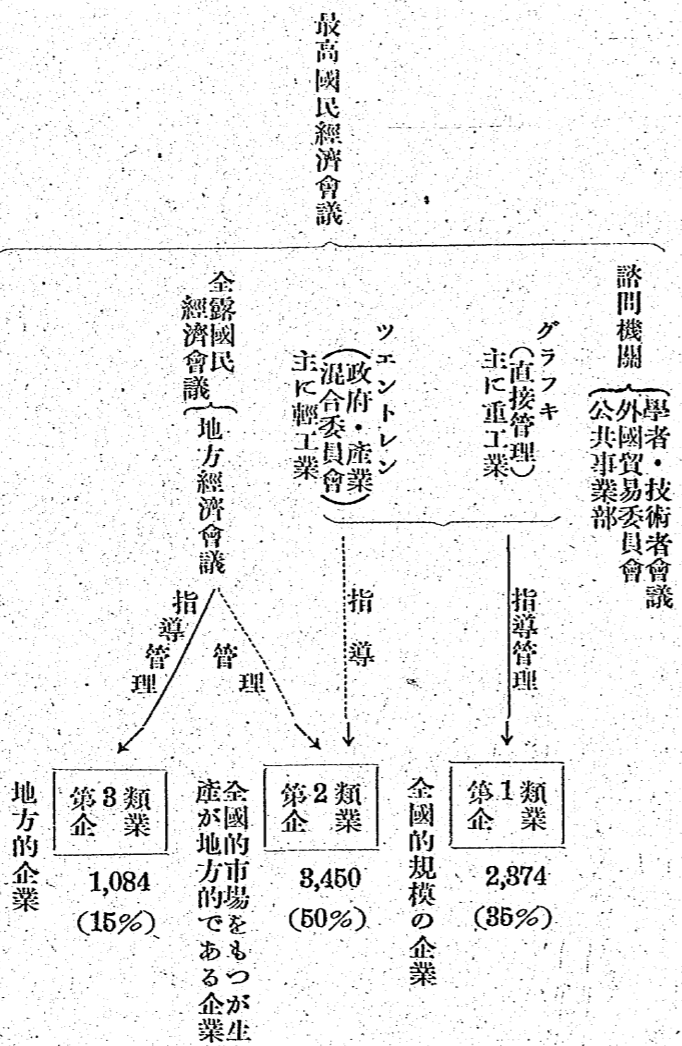 最高國民經濟會議
諮問機關
學者・技術者會議
外國貿易委員會
公共事業部
グラフキ
(直接管理)
主に重工業
ツエントレン
(政府・產業
混合委員會)
主に輕工業
全露國民
經濟會議
地方經濟會議
指導管理
指導
管理
指導管理
第1類
企業
2,374
(35%)
全國的規模の企業
第2類
企業
3,450
(50%)
全國的市場をもつが生
產が地方的である企業
第3類
企業
1,084
(15%)
地方的企業